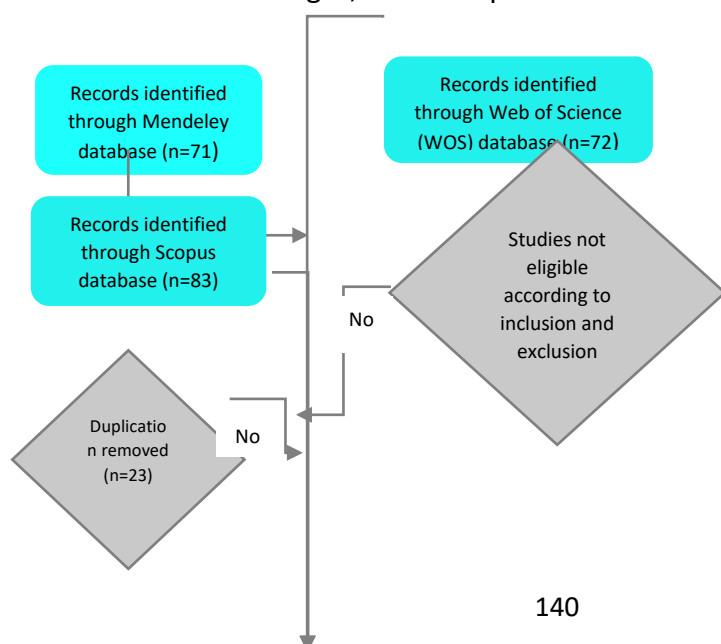 Records identified
through Mendeley
database (n=71)
Records identified
through Web of Science
(WOS) database (n=72)
Records identified
through Scopus
database (n=83)
Studies not
eligible
according to
inclusion and
exclusion
No
Duplicatio
n removed
(n=23)
No
140